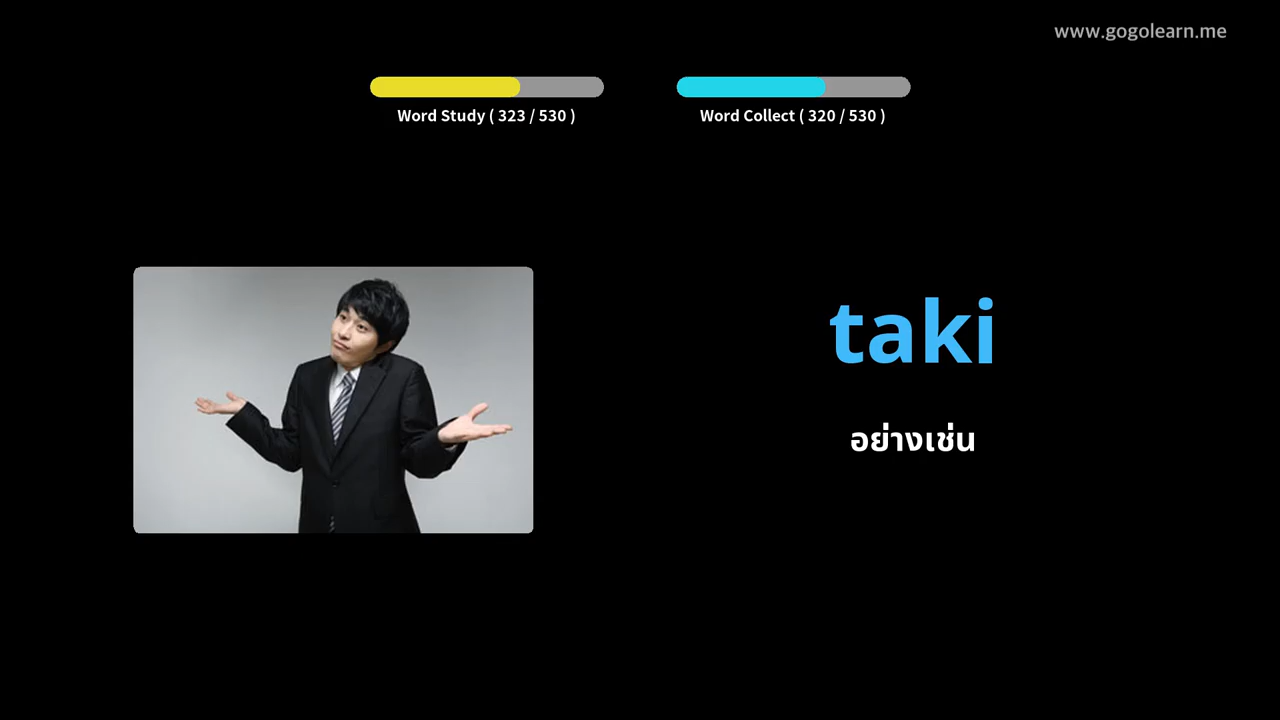 www.gogolearn.me
Word Study ( 323 / 530 )
Word Collect ( 320 / 530 )
taki
อย่างเช่น